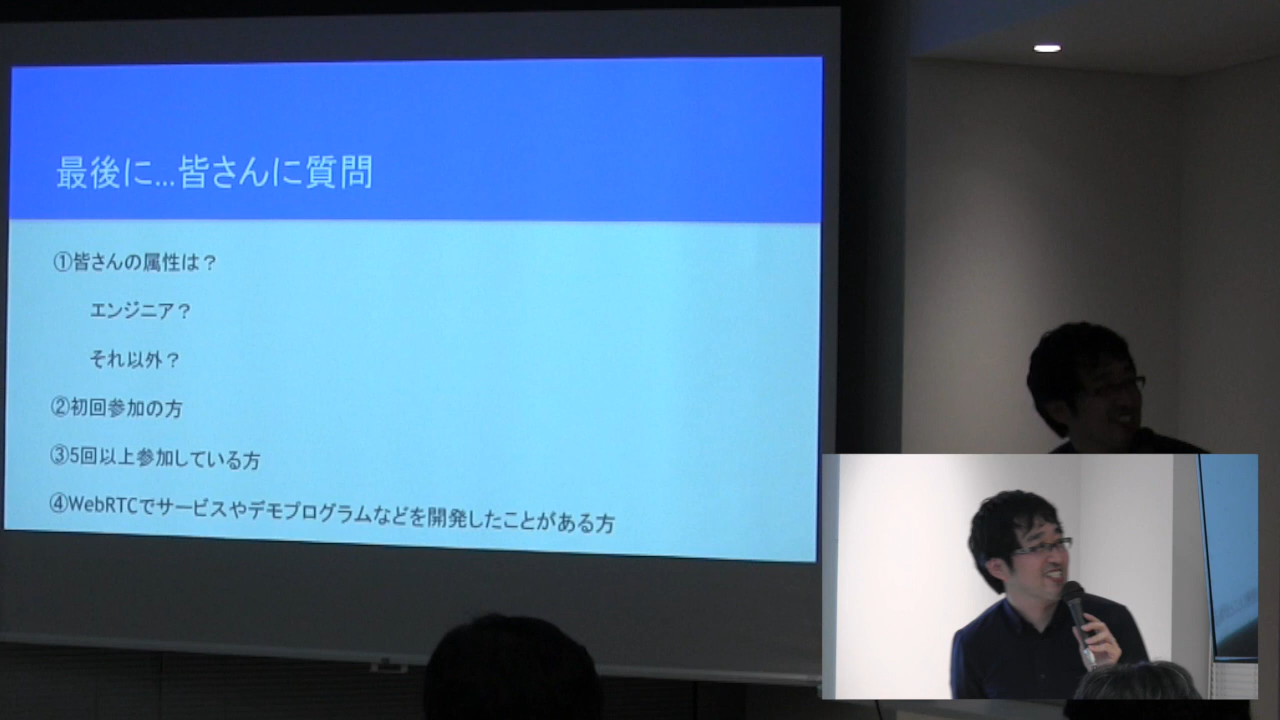 最後に...皆さんに質問
①皆さんの属性は？
エンジニア？
それ以外？
②初回参加の方
③5回以上参加している方
④WebRTCでサービスやデモプログラムなどを開発したことがある方